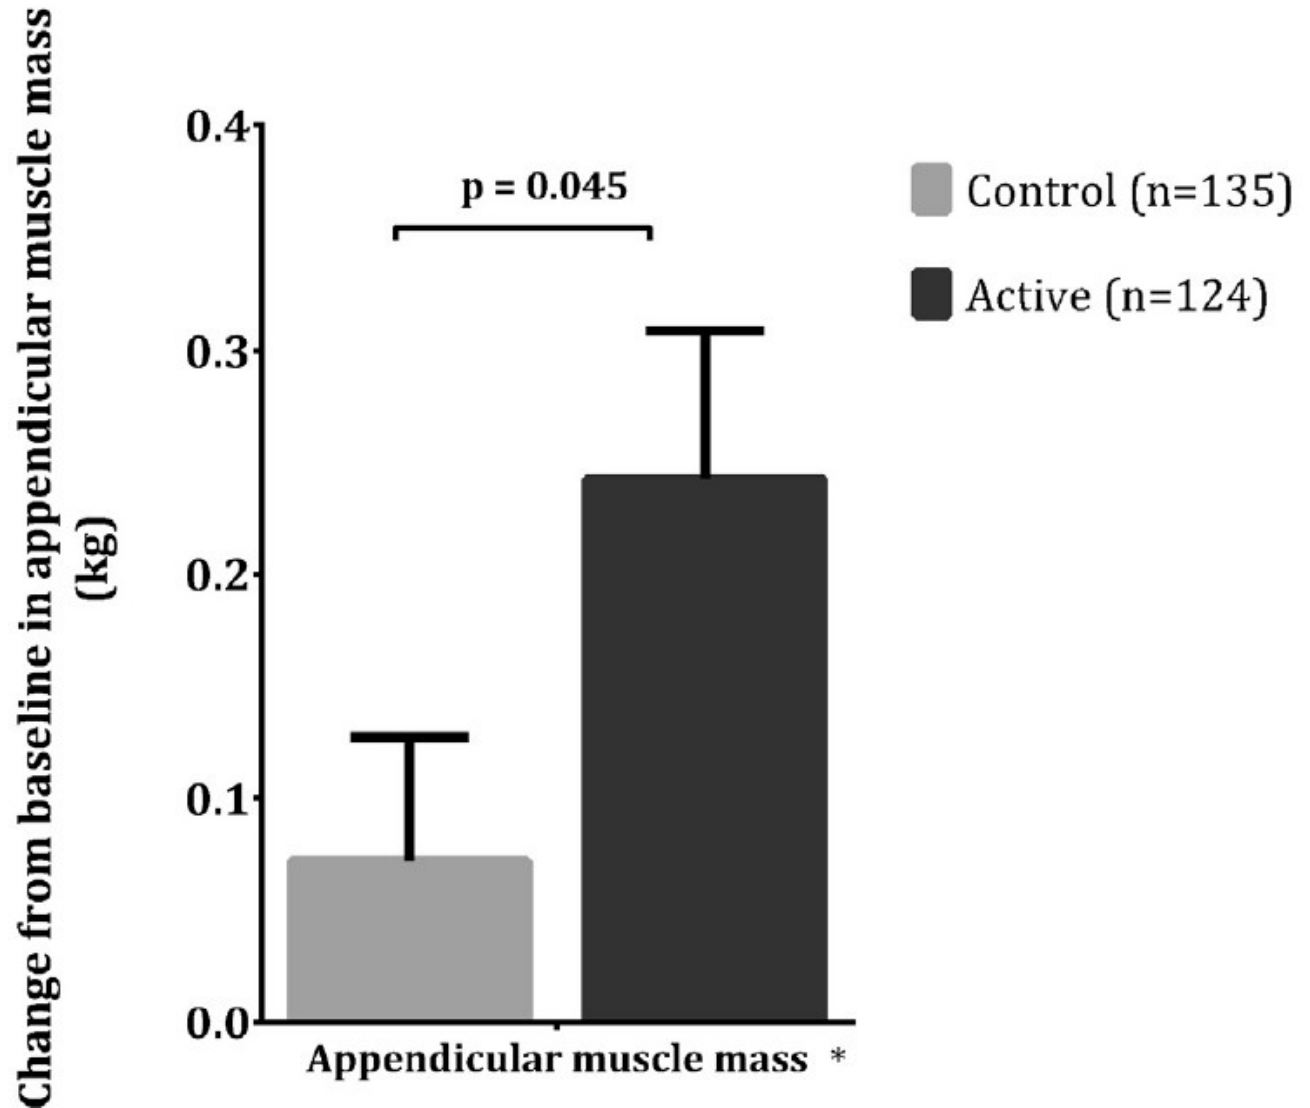 Change from baseline in appendicular muscle mass
(kg)
0.4
0.3
0.2
0.1
0.0
p = 0.045
Control (n=135)
Active (n=124)
Appendicular muscle mass *